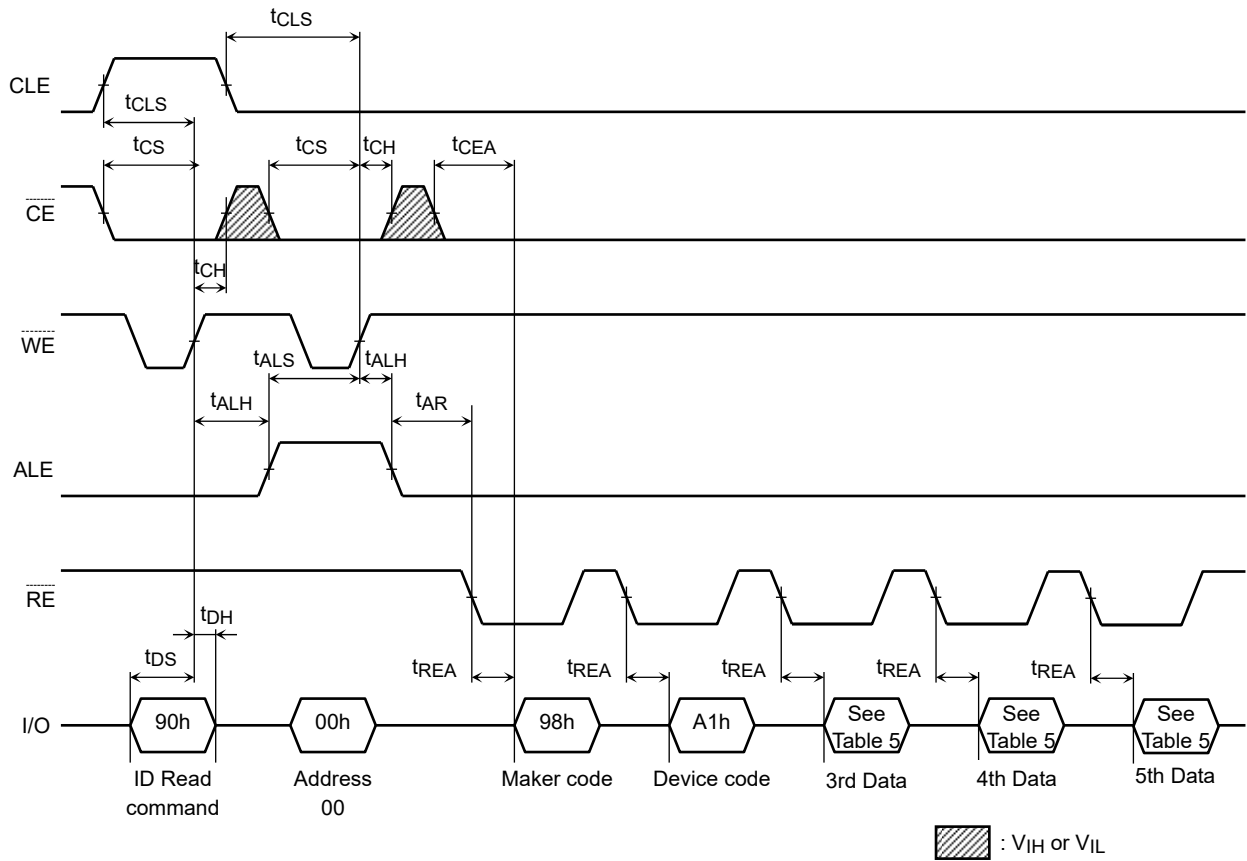 tCLS
CLE
tCLS
tCS
tCS
tCH
tCEA
CE
tCH
WE
tALS
tALH
tALH
tAR
ALE
RE
tDH
tDS
tREA
tREA
tREA
tREA
tREA
I/O
90h
00h
98h
A1h
See
Table 5
See
Table 5
See
Table 5
ID Read
command
Address
00
Maker code
Device code
3rd Data
4th Data
5th Data
: VIH or VIL